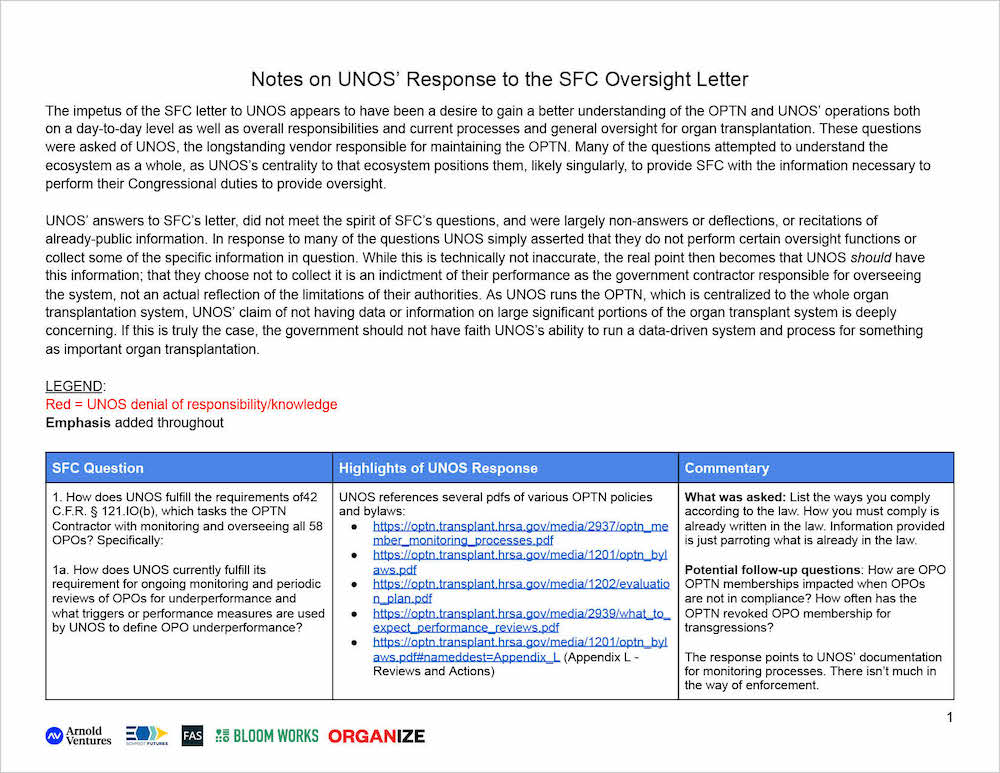 Notes on UNOS’ Response to the SFC Oversight Letter
The impetus of the SFC letter to UNOS appears to have been a desire to gain a better understanding of the OPTN and UNOS’ operations both
on a day-to-day level as well as overall responsibilities and current processes and general oversight for organ transplantation. These questions
were asked of UNOS, the longstanding vendor responsible for maintaining the OPTN. Many of the questions attempted to understand the
ecosystem as a whole, as UNOS’s centrality to that ecosystem positions them, likely singularly, to provide SFC with the information necessary to
perform their Congressional duties to provide oversight.
UNOS’ answers to SFC’s letter, did not meet the spirit of SFC’s questions, and were largely non-answers or deflections, or recitations of
already-public information. In response to many of the questions UNOS simply asserted that they do not perform certain oversight functions or
collect some of the specific information in question. While this is technically not inaccurate, the real point then becomes that UNOS should have
this information; that they choose not to collect it is an indictment of their performance as the government contractor responsible for overseeing
the system, not an actual reflection of the limitations of their authorities. As UNOS runs the OPTN, which is centralized to the whole organ
transplantation system, UNOS’ claim of not having data or information on large significant portions of the organ transplant system is deeply
concerning. If this is truly the case, the government should not have faith UNOS’s ability to run a data-driven system and process for something
as important organ transplantation.
LEGEND:
Red = UNOS denial of responsibility/knowledge
Emphasis added throughout
SFC Question
1. How does UNOS fulfill the requirements of42
C.F.R. § 121.IO(b), which tasks the OPTN
Contractor with monitoring and overseeing all 58
OPOs? Specifically:
1a. How does UNOS currently fulfill its
requirement for ongoing monitoring and periodic
reviews of OPOs for underperformance and
what triggers or performance measures are used
by UNOS to define OPO underperformance?
Highlights of UNOS Response
UNOS references several pdfs of various OPTN policies
and bylaws:
● https://optn.transplant.hrsa.gov/media/2937/optn_me
mber_monitoring_processes.pdf
● https://optn.transplant.hrsa.gov/media/1201/optn_byl
aws.pdf
● https://optn.transplant.hrsa.gov/media/1202/evaluatio
n_plan.pdf
● https://optn.transplant.hrsa.gov/media/2939/what_to_
expect_performance_reviews.pdf
● https://optn.transplant.hrsa.gov/media/1201/optn_byl
aws.pdf#nameddest=Appendix_L (Appendix L -
Reviews and Actions)
Commentary
What was asked: List the ways you comply
according to the law. How you must comply is
already written in the law. Information provided
is just parroting what is already in the law.
Potential follow-up questions: How are OPO
OPTN memberships impacted when OPOs
are not in compliance? How often has the
OPTN revoked OPO membership for
transgressions?
The response points to UNOS’ documentation
for monitoring processes. There isn’t much in
the way of enforcement.
1
AV Arnold
Ventures
SCHMIDT FUTURES
FAS
BLOOM WORKS
ORGANIZE